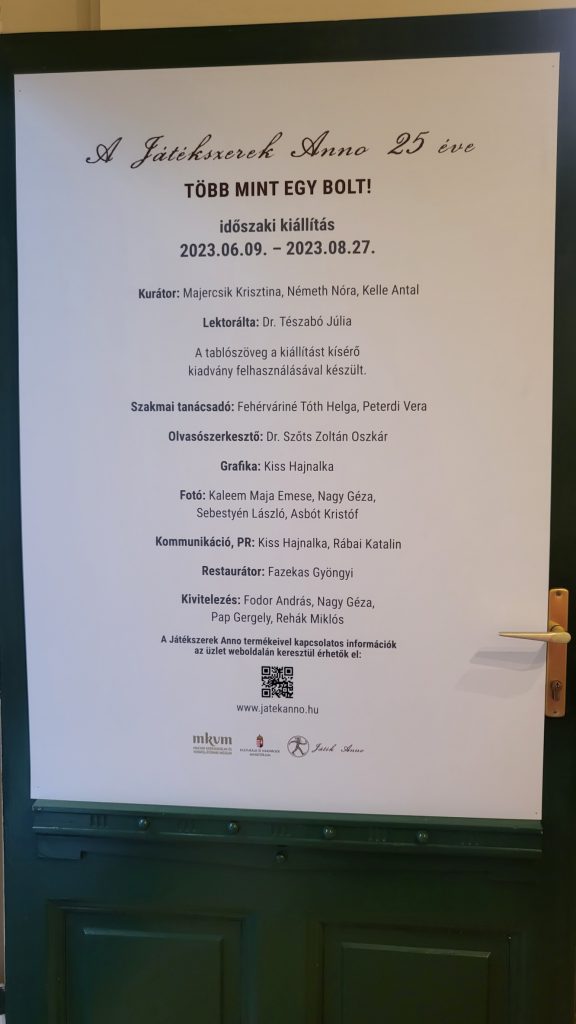 A Játékszerek Anno 25 éve
TÖBB MINT EGY BOLT!
időszaki kiállítás
2023.06.09. – 2023.08.27.
Kurátor: Majercsik Krisztina, Németh Nóra, Kelle Antal
Lektorálta: Dr. Tészabó Júlia
A tablószöveg a kiállítást kísérő
kiadvány felhasználásával készült.
Szakmai tanácsadó: Fehérváriné Tóth Helga, Peterdi Vera
Olvasószerkesztő: Dr. Szőts Zoltán Oszkár
Grafika: Kiss Hajnalka
Fotó: Kaleem Maja Emese, Nagy Géza,
Sebestyén László, Asbót Kristóf
Kommunikáció, PR: Kiss Hajnalka, Rábai Katalin
Restaurátor: Fazekas Gyöngyi
Kivitelezés: Fodor András, Nagy Géza,
Pap Gergely, Rehák Miklós
A Játékszerek Anno termékeivel kapcsolatos információk
az üzlet weboldalán keresztül érhetők el:
www.jatekanno.hu
mkvm
Játék Anno